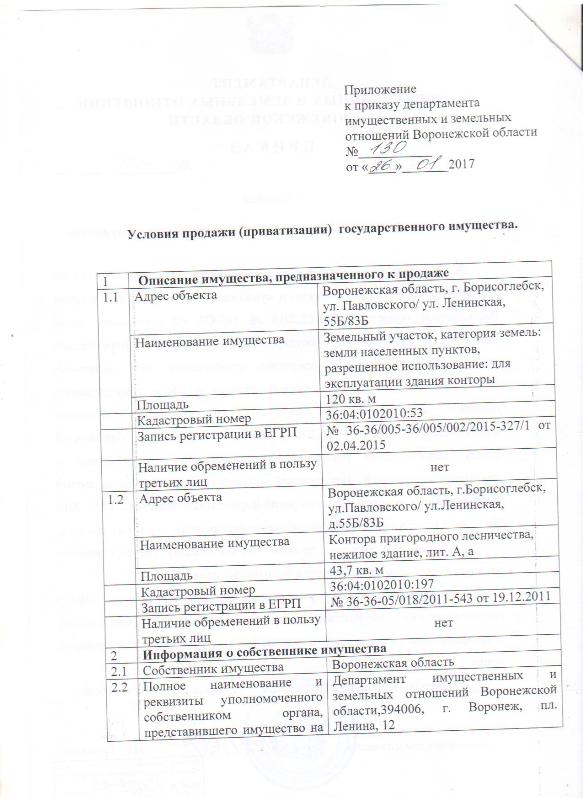 Приложение
к приказу департамента
имущественных и земельных
отношений Воронежской области
№ 130
от «26» 01 2017
Условия продажи (приватизации) государственного имущества.
1 Описание имущества, предназначенного к продаже
1.1 Адрес объекта Воронежская область, г. Борисоглебск,
ул. Павловского/ ул. Ленинская,
55Б/83Б
Наименование имущества Земельный участок, категория земель:
земли населенных пунктов,
разрешенное использование: для
эксплуатации здания конторы
Площадь 120 кв. м
Кадастровый номер 36:04:0102010:53
Запись регистрации в ЕГРП № 36-36/005-36/005/002/2015-327/1 от
02.04.2015
Наличие обременений в пользу
третьих лиц нет
1.2 Адрес объекта Воронежская область, г.Борисоглебск,
ул.Павловского/ ул.Ленинская,
д.55Б/83Б
Наименование имущества Контора пригородного лесничества,
нежилое здание, лит. А, а
Площадь 43,7 кв. м
Кадастровый номер 36:04:0102010:197
Запись регистрации в ЕГРП № 36-36-05/018/2011-543 от 19.12.2011
Наличие обременений в пользу
третьих лиц нет
2 Информация о собственнике имущества
2.1 Собственник имущества Воронежская область
2.2 Полное наименование и Департамент имущественных и
реквизиты уполномоченного земельных отношений Воронежской
собственником органа, области,394006, г. Воронеж, пл.
представившего имущество на Ленина, 12